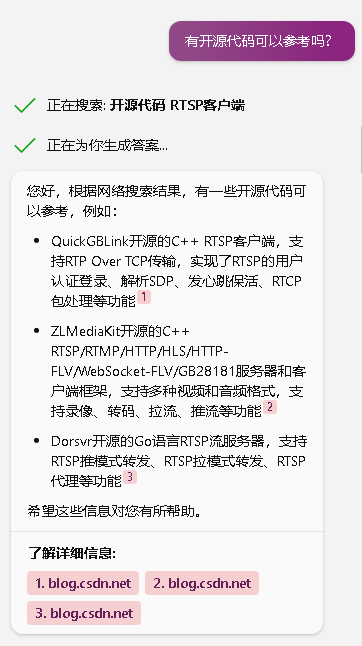 有开源代码可以参考吗？
正在搜索: 开源代码 RTSP客户端
正在为你生成答案...
您好，根据网络搜索结果，有一些开源代码可
以参考，例如：
• QuickGBLink开源的C++ RTSP客户端，支
持RTP Over TCP传输，实现了RTSP的用户
认证登录、解析SDP、发心跳保活、RTCP
包处理等功能 1
• ZLMediaKit开源的C++
RTSP/RTMP/HTTP/HLS/HTTP-
FLV/WebSocket-FLV/GB28181服务器和客
户端框架，支持多种视频和音频格式，支
持录像、转码、拉流、推流等功能 2
• Dorsvr开源的Go语言RTSP流服务器，支持
RTSP推模式转发、RTSP拉模式转发、RTSP
代理等功能 3
希望这些信息对您有所帮助。
了解详细信息:
1. blog.csdn.net 2. blog.csdn.net
3. blog.csdn.net